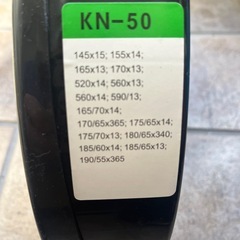 KN-50
145x15; 155x14;
165x13; 170x13;
520x14; 560x13;
560x14; 590/13;
165/70x14;
170/65x365; 175/65x14;
175/70x13; 180/65x340;
185/60x14; 185/65x13;
190/55x365